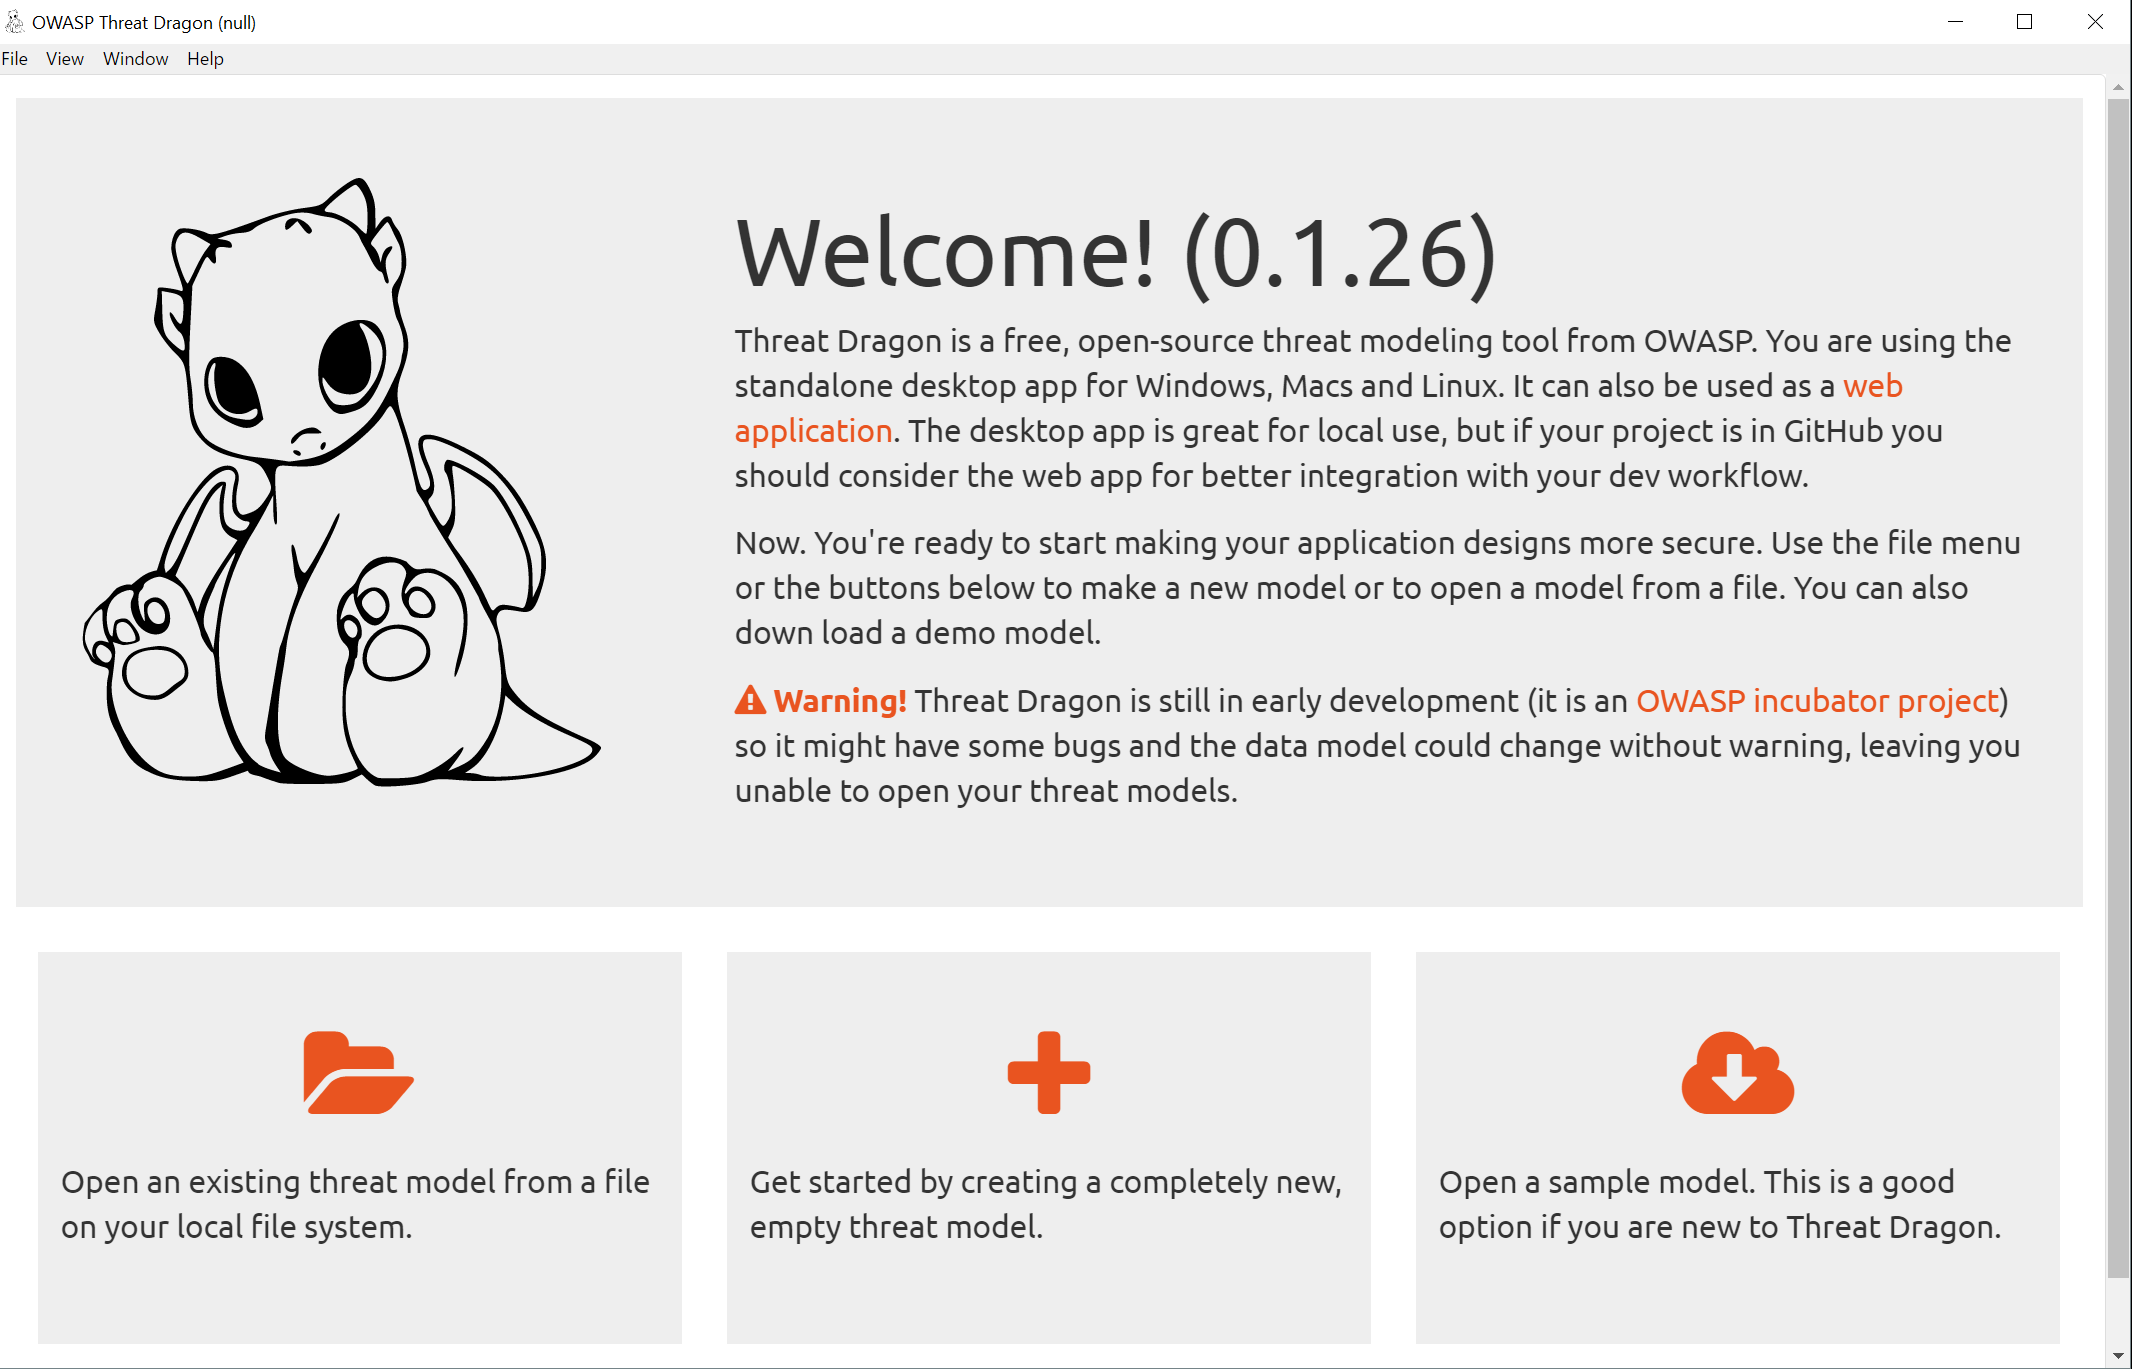 OWASP Threat Dragon (null)
File View Window Help
Welcome! (0.1.26)
Threat Dragon is a free, open-source threat modeling tool from OWASP. You are using the
standalone desktop app for Windows, Macs and Linux. It can also be used as a web
application. The desktop app is great for local use, but if your project is in GitHub you
should consider the web app for better integration with your dev workflow.
Now. You're ready to start making your application designs more secure. Use the file menu
or the buttons below to make a new model or to open a model from a file. You can also
down load a demo model.
Warning! Threat Dragon is still in early development (it is an OWASP incubator project)
so it might have some bugs and the data model could change without warning, leaving you
unable to open your threat models.
Open an existing threat model from a file
on your local file system.
Get started by creating a completely new,
empty threat model.
Open a sample model. This is a good
option if you are new to Threat Dragon.